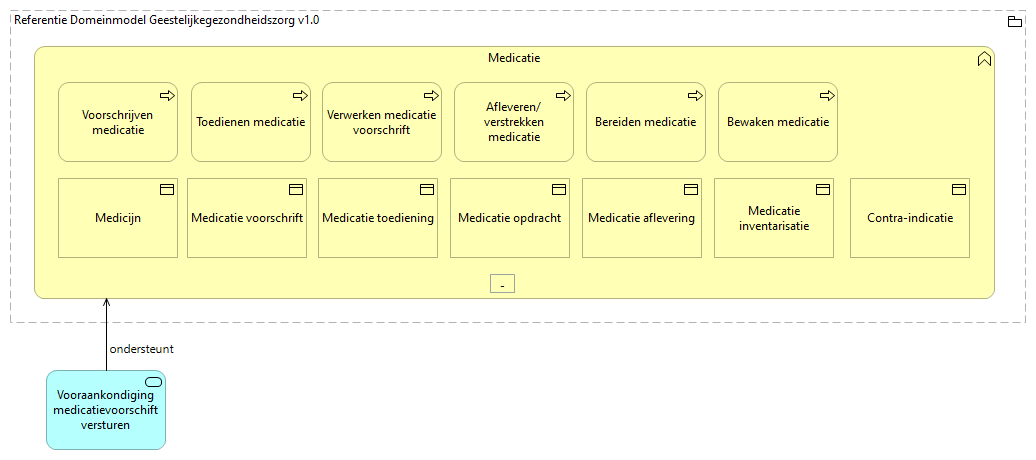 Referentie Domeinmodel Geestelijkegezondheidszorg v1.0
Medicatie
Voorschrijven
medicatie
Toedienen medicatie
Verwerken medicatie
voorschrift
Afleveren/
verstrekken
medicatie
Bereiden medicatie
Bewaken medicatie
Medicijn
Medicatie voorschrift
Medicatie toediening
Medicatie opdracht
Medicatie aflevering
Medicatie
inventarisatie
Contra-indicatie
-
ondersteunt
Vooraankondiging
medicatievoorschift
versturen